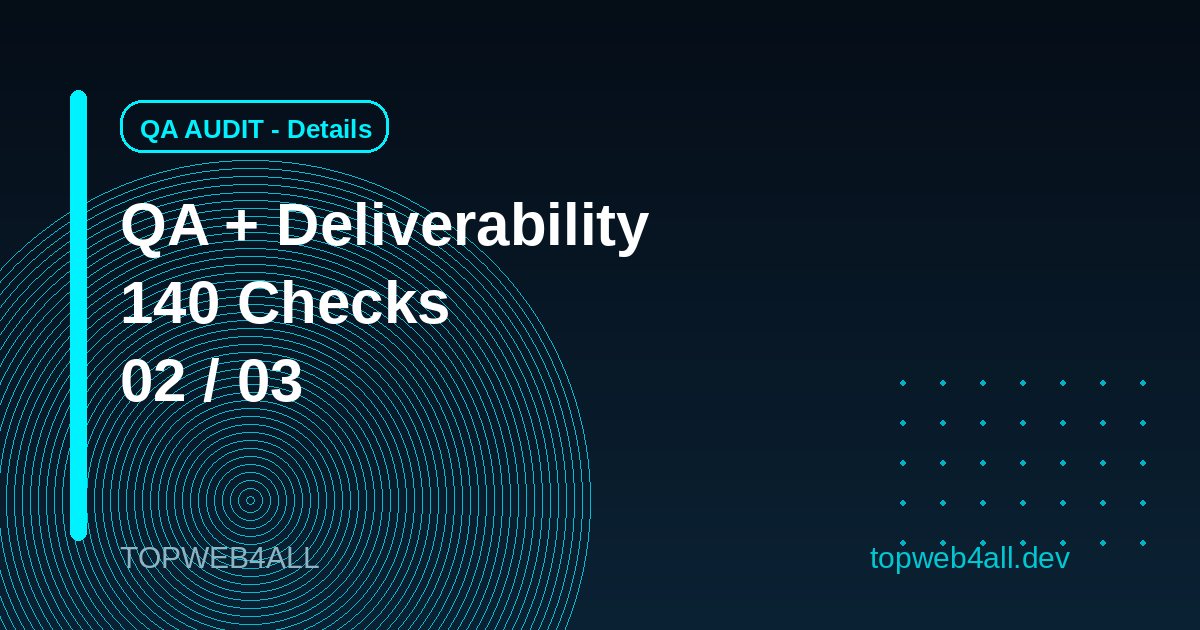 QA AUDIT - Details
QA + Deliverability
140 Checks
02 / 03
TOPWEB4ALL
topweb4all.dev